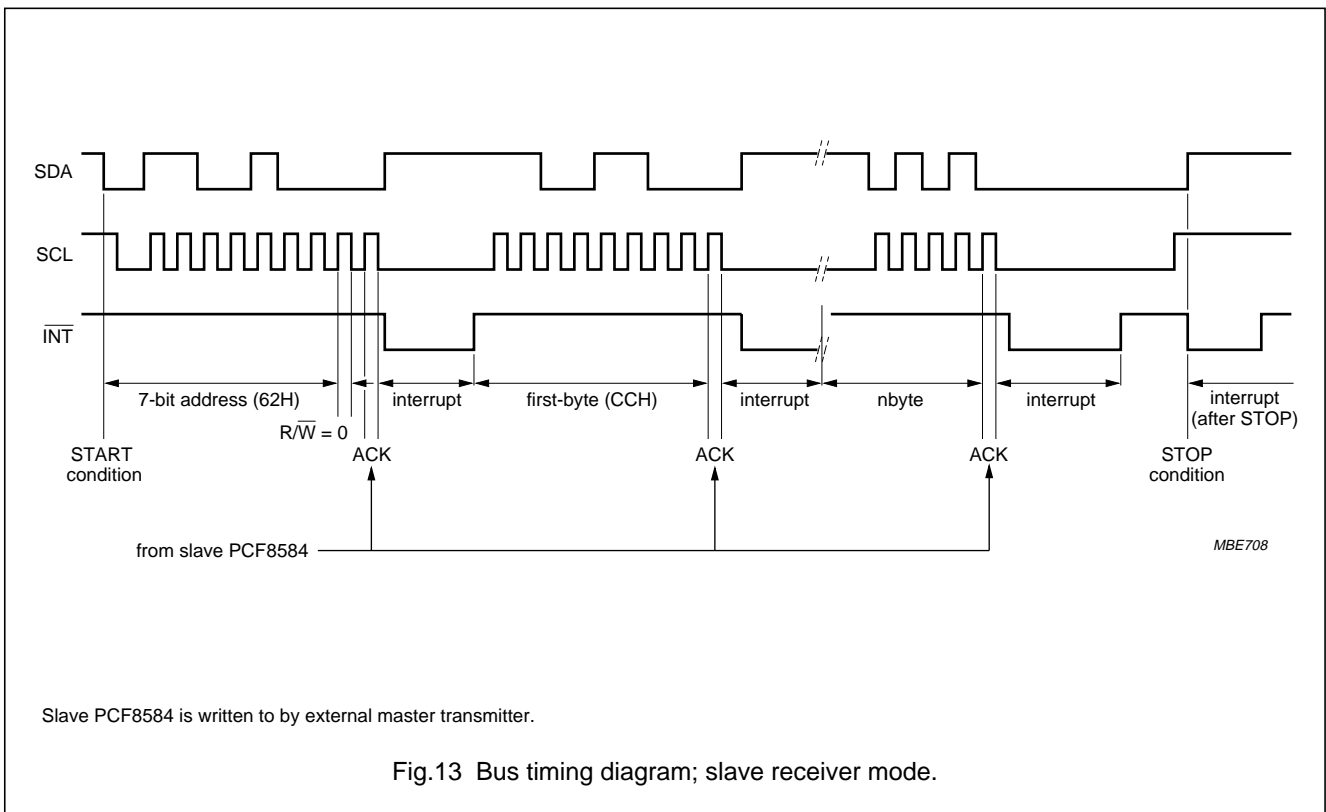 SDA
SCL
INT
7-bit address (62H)
interrupt
first-byte (CCH)
interrupt
nbyte
interrupt
interrupt
(after STOP)
R/W = 0
START
condition
ACK
ACK
ACK
STOP
condition
from slave PCF8584
MBE708
Slave PCF8584 is written to by external master transmitter.
Fig.13 Bus timing diagram; slave receiver mode.